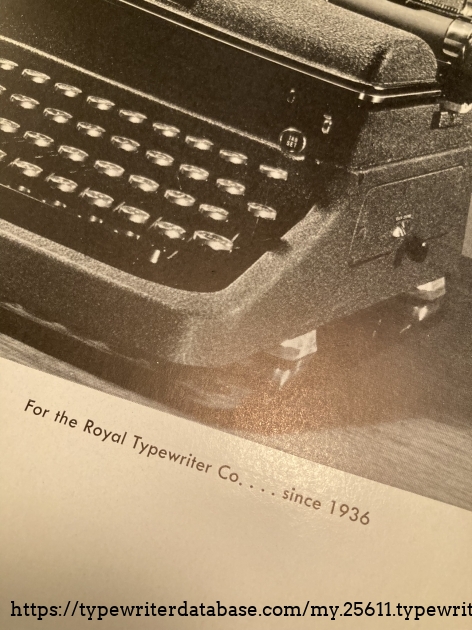 For the Royal Typewriter Co. . . . since 1936
https://typewriterdatabase.com/my.25611.typewrit